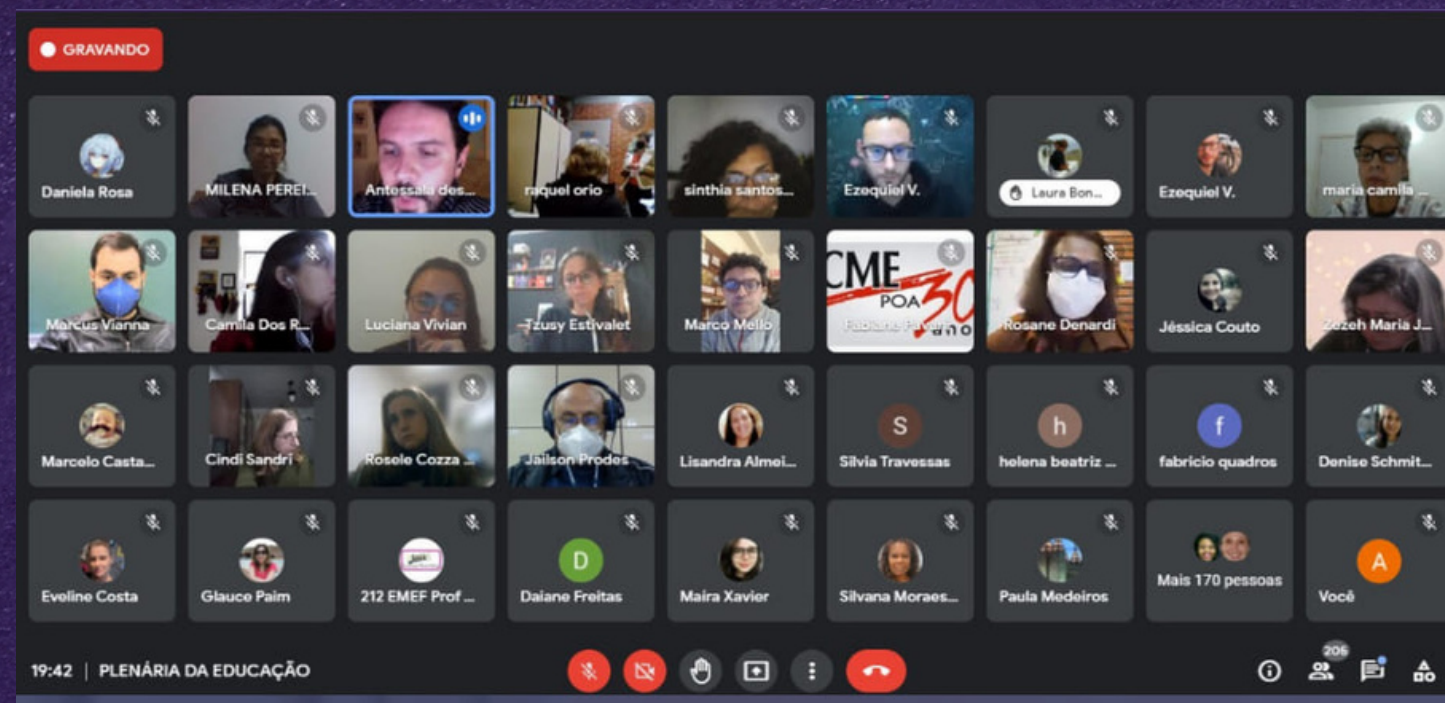 GRAVANDO
Daniela Rosa
MILENA PEREI...
Antessala des...
raquel orio
sinthia santos...
Ezequiel V.
Laura Bon...
Ezequiel V.
maria camila ...
Marcus Vianna
Camila Dos R...
Luciana Vivian
Tzusy Estivalet
Marco Mello
CME
POA 30
anos
Rosane Denardi
Jéssica Couto
Zezeh Maria J...
Marcelo Casta...
Cindi Sandri
Rosele Cozza ...
Jailson Prodes
Lisandra Almei...
S
Silvia Travessas
h
helena beatriz ...
f
fabricio quadros
Denise Schmit...
Eveline Costa
Glauce Paim
212 EMEF Prof ...
D
Daiane Freitas
Maira Xavier
Silvana Moraes...
Paula Medeiros
Mais 170 pessoas
A
Você
19:42 | PLENÁRIA DA EDUCAÇÃO
206